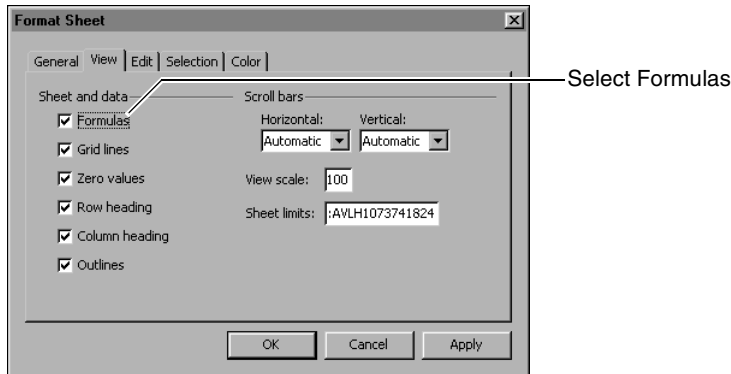 Format Sheet
General View Edit Selection Color
Select Formulas
Sheet and data
Formulas
Grid lines
Zero values
Row heading
Column heading
Outlines
Scroll bars
Horizontal: Vertical:
Automatic Automatic
View scale: 100
Sheet limits: :AVLH1073741824
OK Cancel Apply